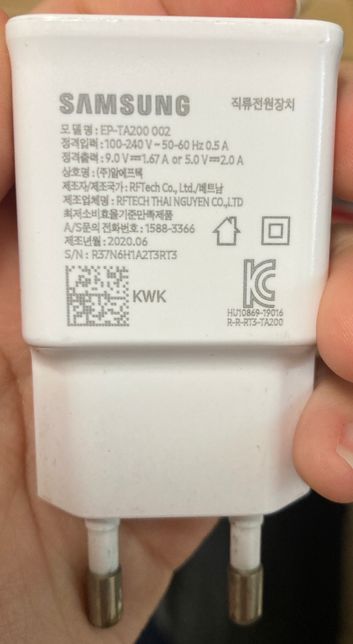 SAMSUNG 직류전원장치
모 델 명 : EP-TA200 002
정격입력 : 100-240 V ~ 50-60 Hz 0.5 A
정격출력 : 9.0 V⎓1.67 A or 5.0 V⎓2.0 A
상호명 : (주)알에프텍
제조자/제조국가 : RFTech Co., Ltd./베트남
제조업체명 : RFTECH THAI NGUYEN CO.,LTD
최저소비효율기준만족제품
A/S문의 전화번호 : 1588-3366
제조년월 : 2020.06
S/N : R37N6H1A2T3RT3
KWK
HU10869-19016
R-R-RT3-TA200